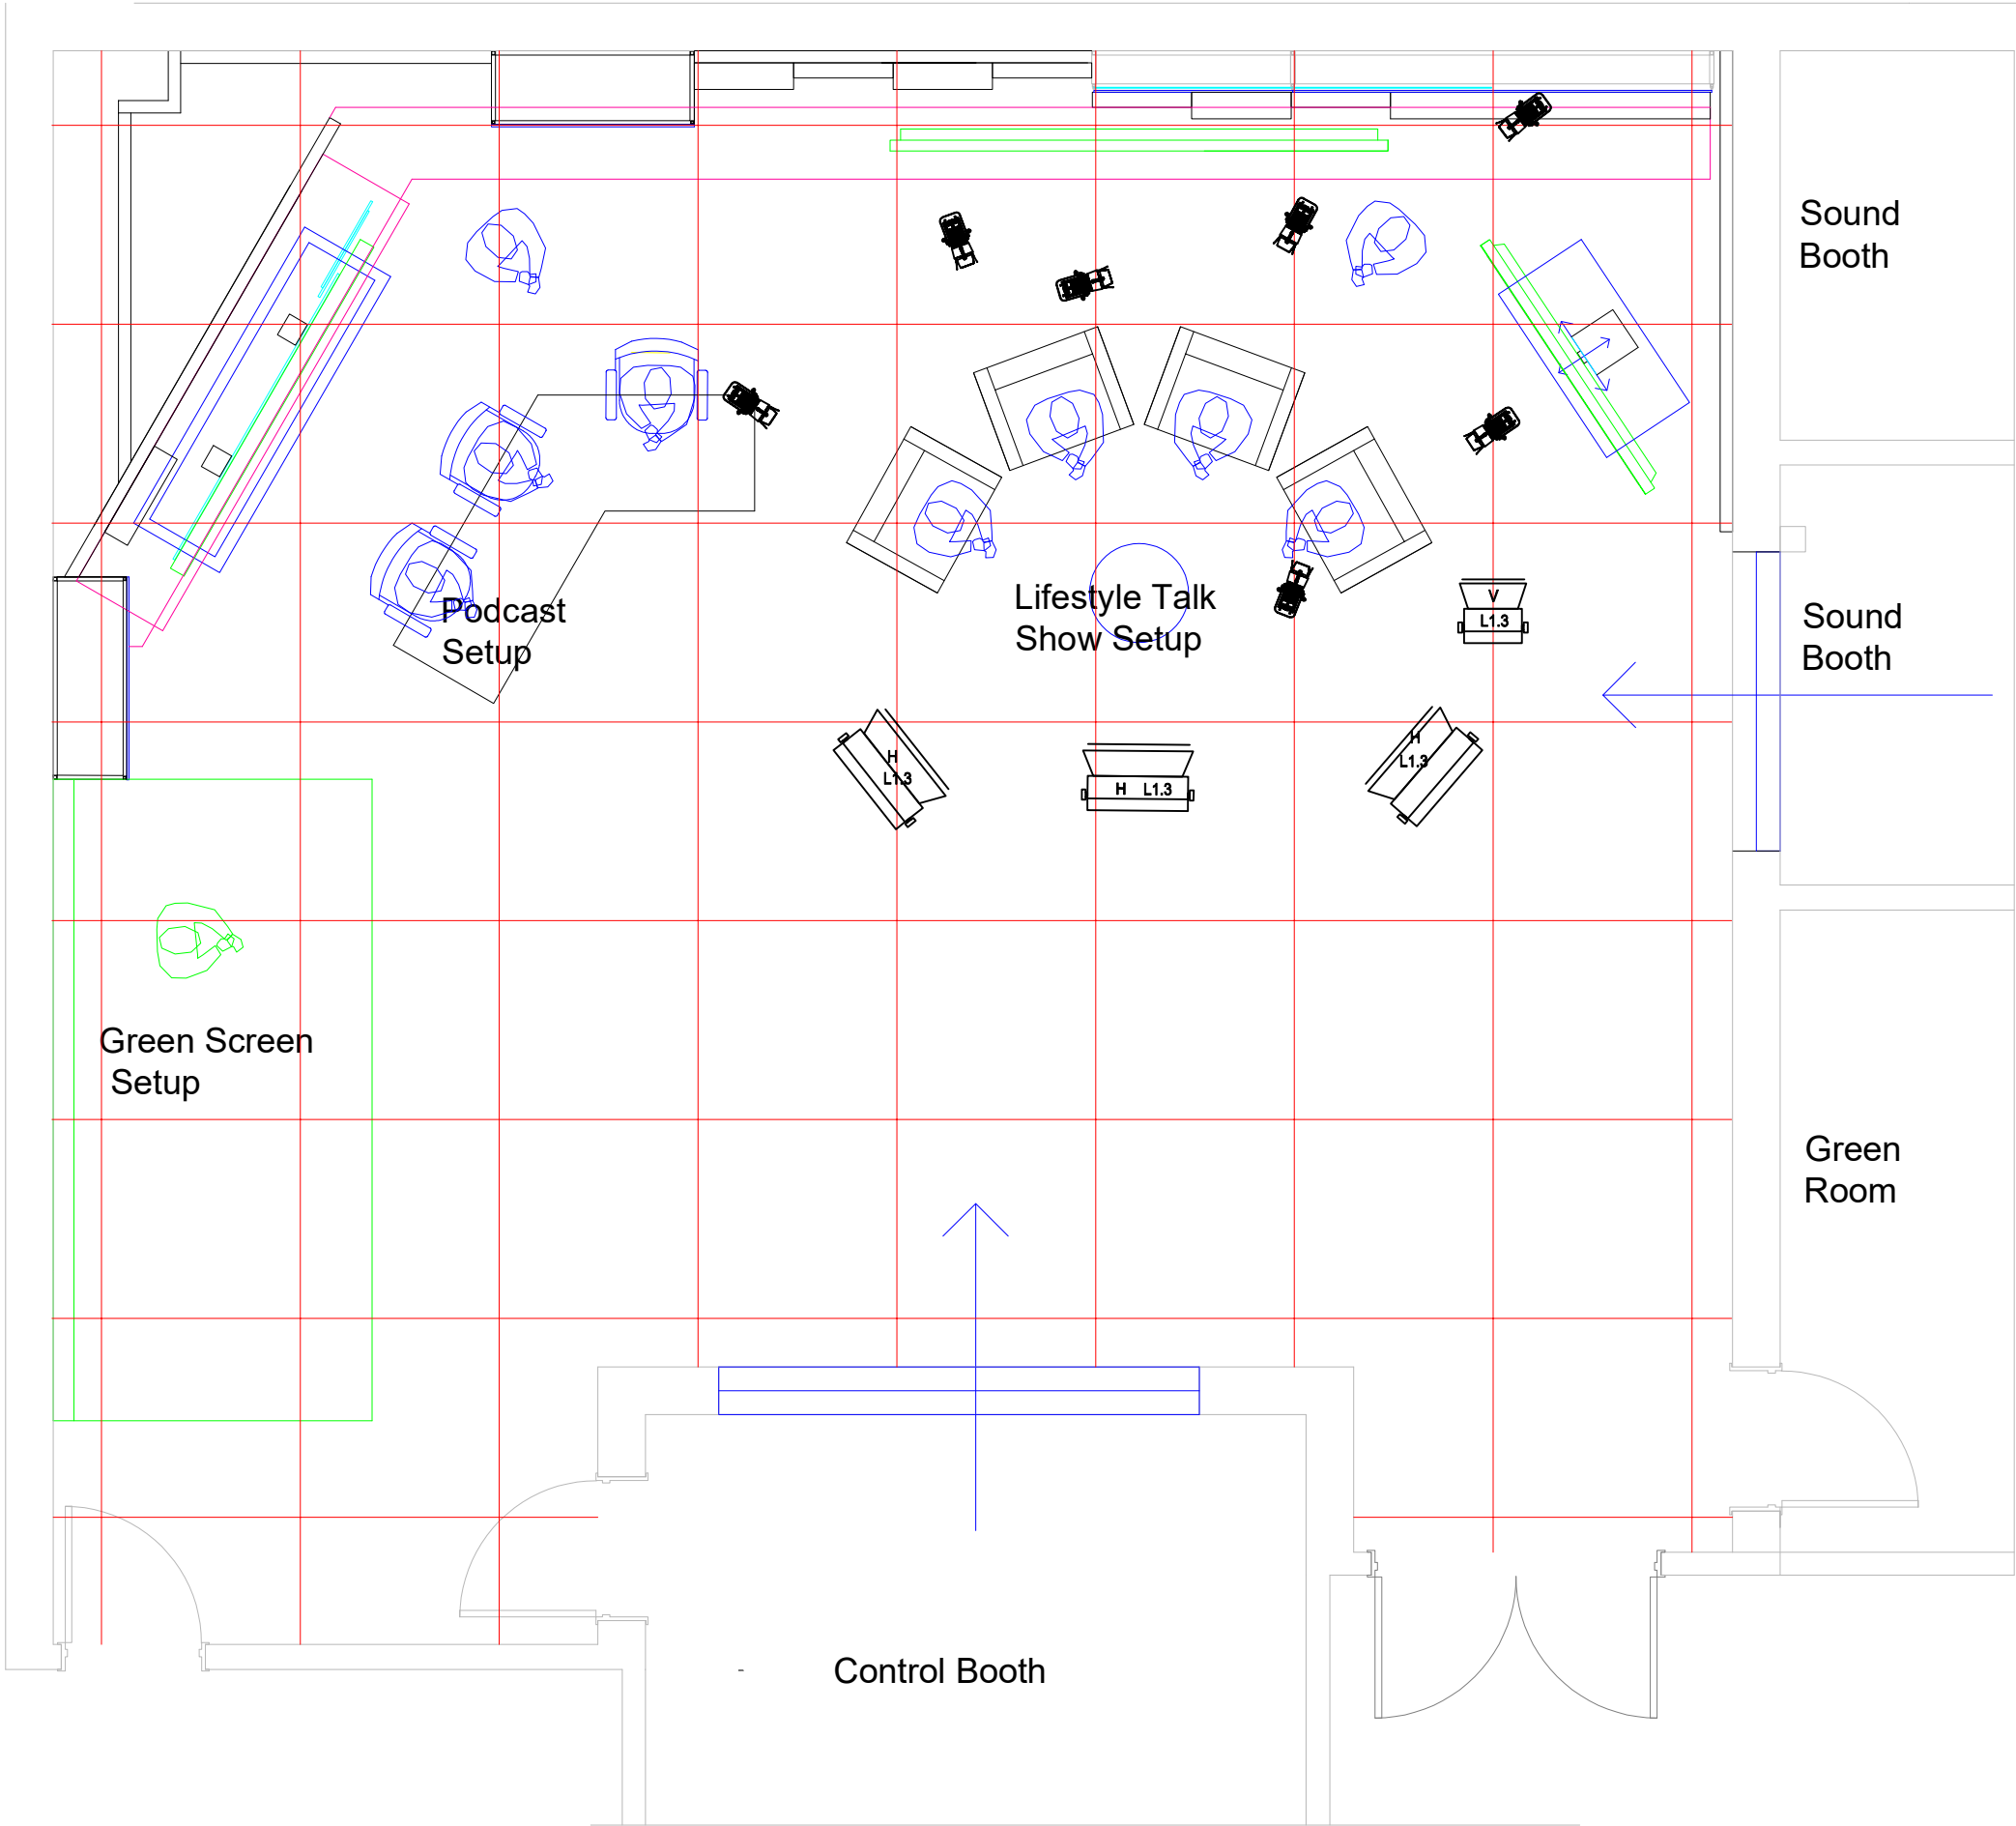 Sound
Booth
Podcast
Setup
Lifestyle Talk
Show Setup
V
L1.3
Sound
Booth
H
L1.3
H L1.3
H
L1.3
Green Screen
Setup
Green
Room
Control Booth